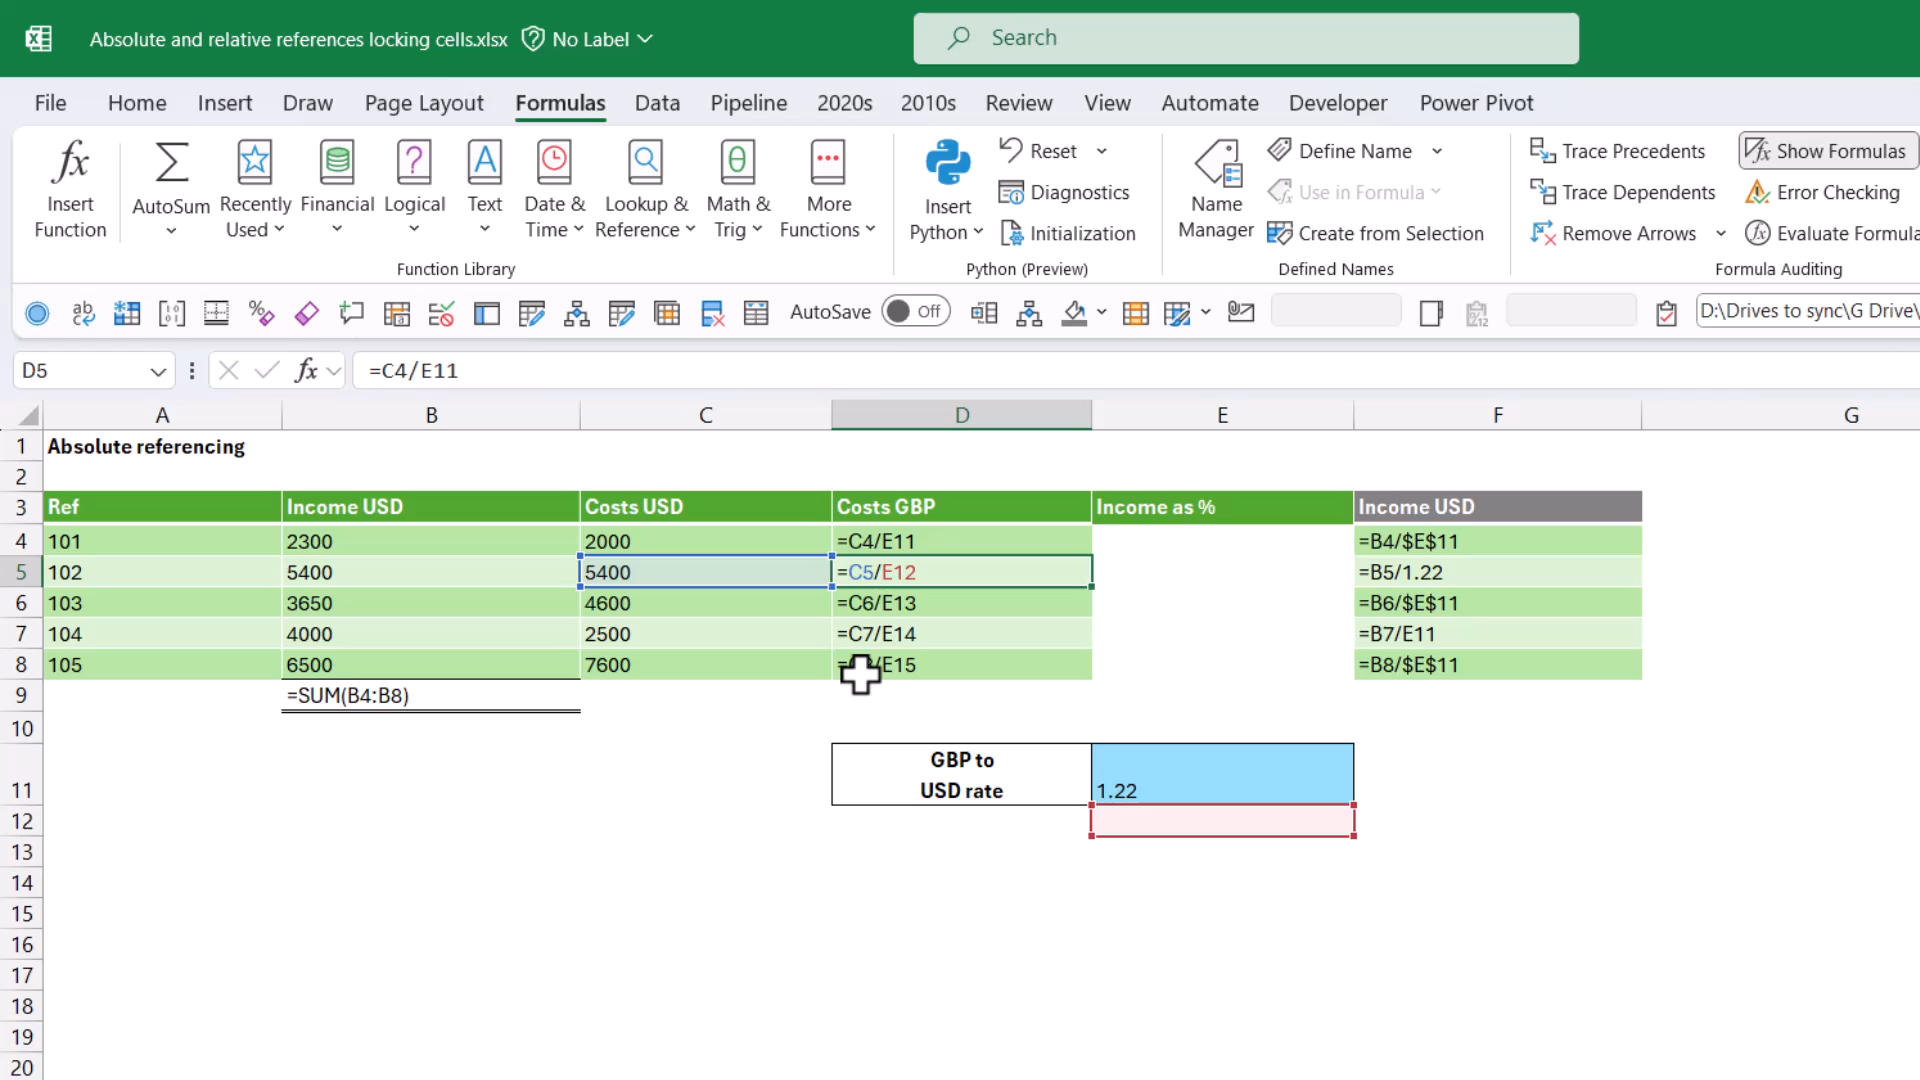 Absolute and relative references locking cells.xlsx No Label
Search
File Home Insert Draw Page Layout Formulas Data Pipeline 2020s 2010s Review View Automate Developer Power Pivot
Insert Function
AutoSum
Recently Used
Financial
Logical
Text
Date & Time
Lookup & Reference
Math & Trig
More Functions
Function Library
Insert Python
Reset
Diagnostics
Initialization
Python (Preview)
Name Manager
Define Name
Use in Formula
Create from Selection
Defined Names
Trace Precedents
Trace Dependents
Remove Arrows
Show Formulas
Error Checking
Evaluate Formula
Formula Auditing
AutoSave Off
D:\Drives to sync\G Drive\
D5 fx =C4/E11
A B C D E F G
1 Absolute referencing
2
3 Ref Income USD Costs USD Costs GBP Income as % Income USD
4 101 2300 2000 =C4/E11 =B4/$E$11
5 102 5400 5400 =C5/E12 =B5/1.22
6 103 3650 4600 =C6/E13 =B6/$E$11
7 104 4000 2500 =C7/E14 =B7/E11
8 105 6500 7600 /E15 =B8/$E$11
9 =SUM(B4:B8)
10
GBP to
11 USD rate 1.22
12
13
14
15
16
17
18
19
20